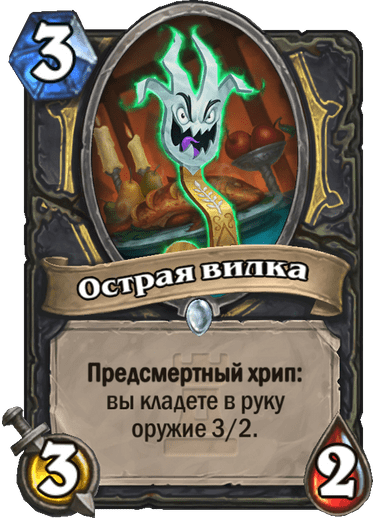 3
Острая вилка
Предсмертный хрип:
вы кладете в руку
оружие 3/2.
3
2